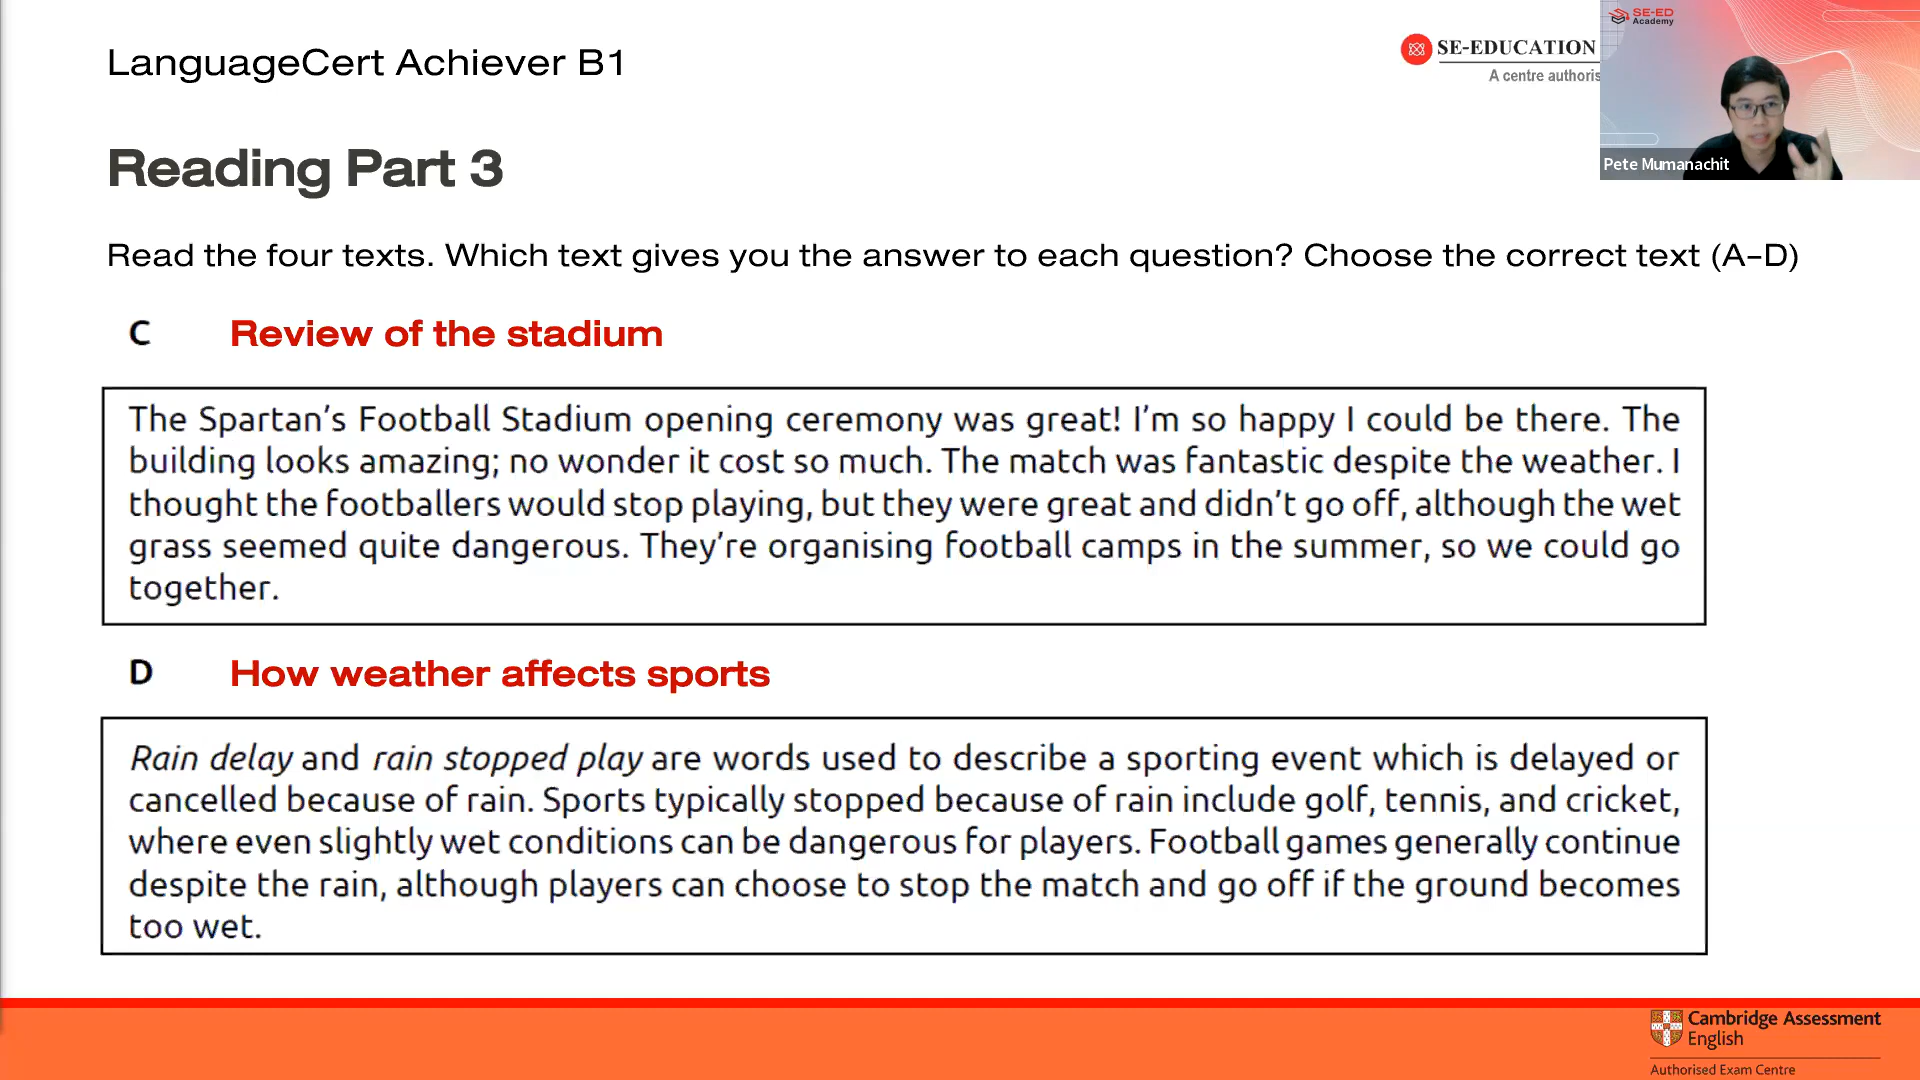 LanguageCert Achiever B1
SE-EDUCATION
A centre authoris
SE-ED
Academy
Pete Mumanachit
Reading Part 3
Read the four texts. Which text gives you the answer to each question? Choose the correct text (A–D)
C Review of the stadium
The Spartan’s Football Stadium opening ceremony was great! I’m so happy I could be there. The
building looks amazing; no wonder it cost so much. The match was fantastic despite the weather. I
thought the footballers would stop playing, but they were great and didn’t go off, although the wet
grass seemed quite dangerous. They’re organising football camps in the summer, so we could go
together.
D How weather affects sports
Rain delay and rain stopped play are words used to describe a sporting event which is delayed or
cancelled because of rain. Sports typically stopped because of rain include golf, tennis, and cricket,
where even slightly wet conditions can be dangerous for players. Football games generally continue
despite the rain, although players can choose to stop the match and go off if the ground becomes
too wet.
Cambridge Assessment
English
Authorised Exam Centre